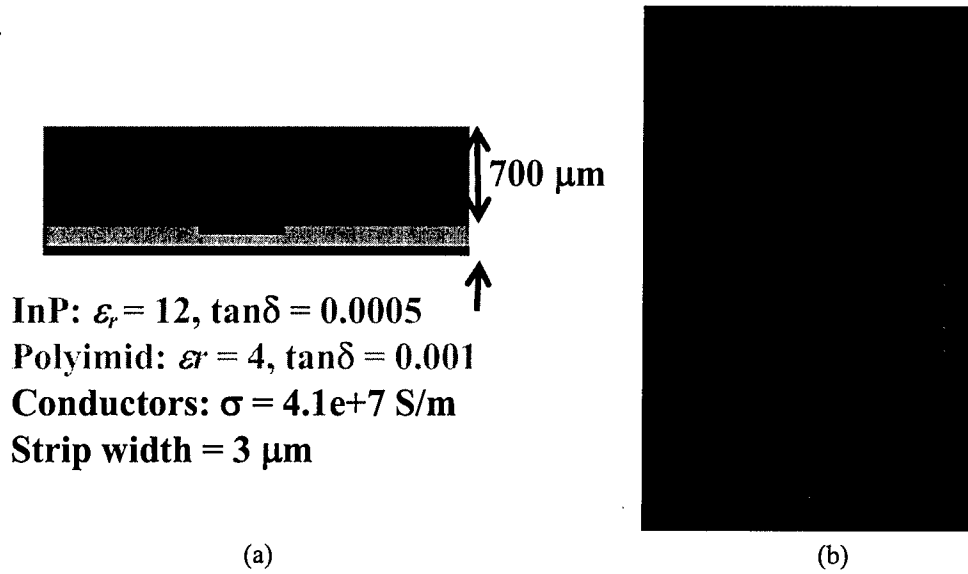 700 μm
InP: εᵣ = 12, tanδ = 0.0005
Polyimid: εr = 4, tanδ = 0.001
Conductors: σ = 4.1e+7 S/m
Strip width = 3 μm
(a)
(b)